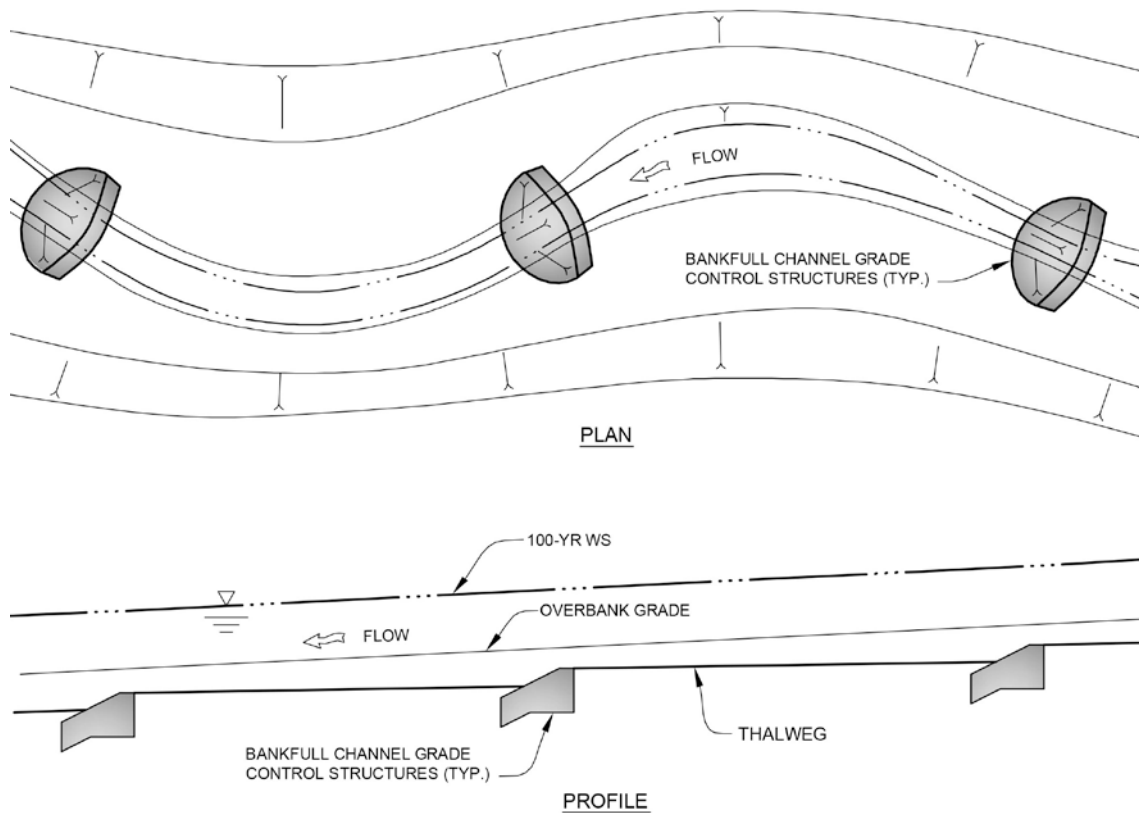 FLOW
BANKFULL CHANNEL GRADE
CONTROL STRUCTURES (TYP.)
PLAN
100-YR WS
OVERBANK GRADE
FLOW
THALWEG
BANKFULL CHANNEL GRADE
CONTROL STRUCTURES (TYP.)
PROFILE